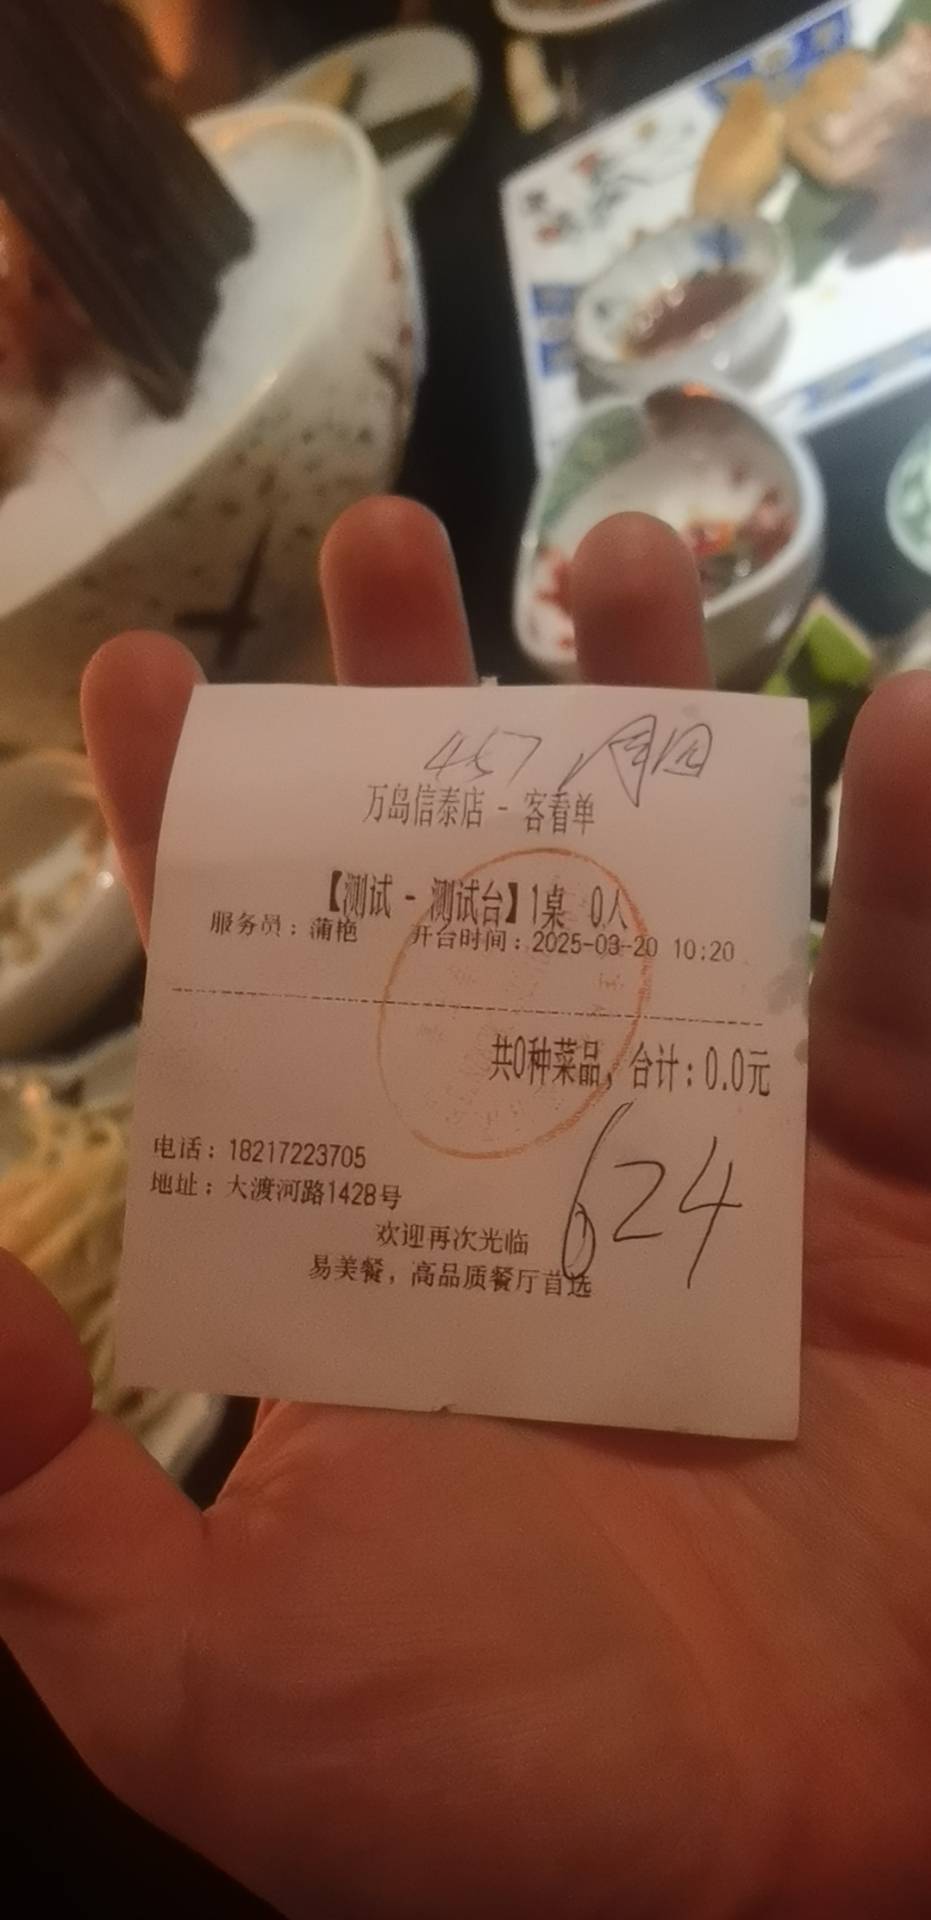 457 周园
万岛信泰店 - 客看单
【测试 - 测试台】1桌 0人
服务员：蒲艳 开台时间：2025-03-20 10:20
共0种菜品，合计：0.0元
624
电话：18217223705
地址：大渡河路1428号
欢迎再次光临
易美餐，高品质餐厅首选